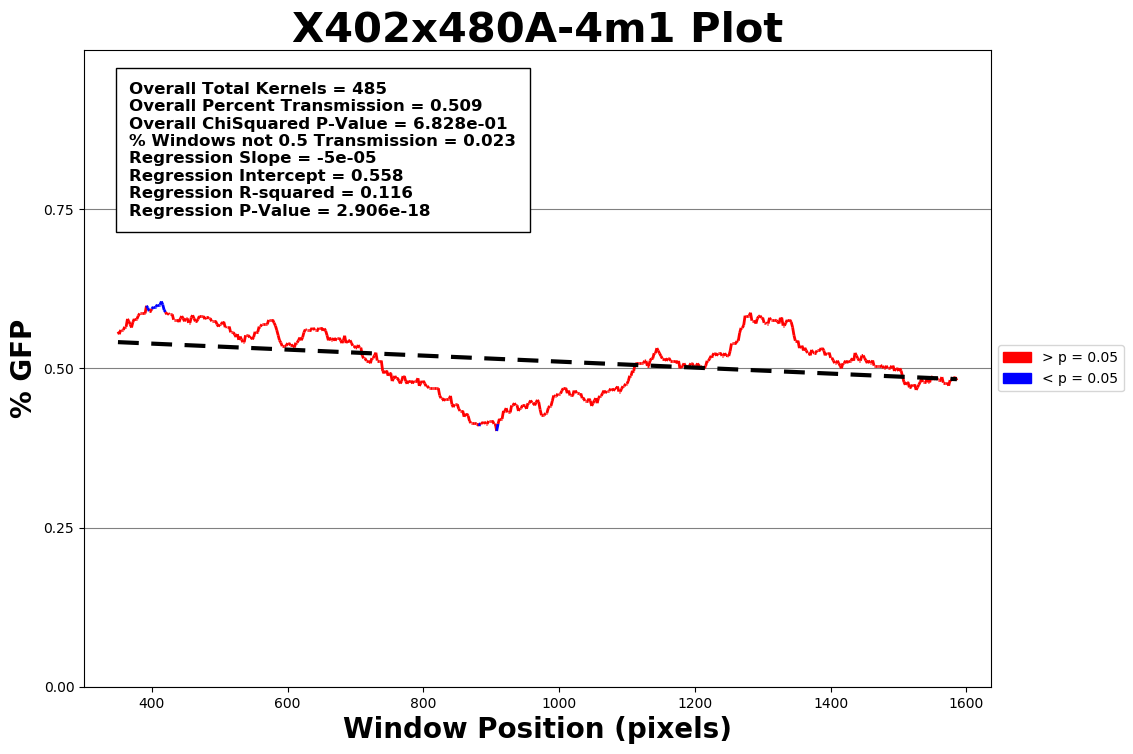 X402x480A-4m1 Plot
Overall Total Kernels = 485
Overall Percent Transmission = 0.509
Overall ChiSquared P-Value = 6.828e-01
% Windows not 0.5 Transmission = 0.023
Regression Slope = -5e-05
Regression Intercept = 0.558
Regression R-squared = 0.116
Regression P-Value = 2.906e-18
0.75
0.50
0.25
0.00
% GFP
> p = 0.05
< p = 0.05
400 600 800 1000 1200 1400 1600
Window Position (pixels)